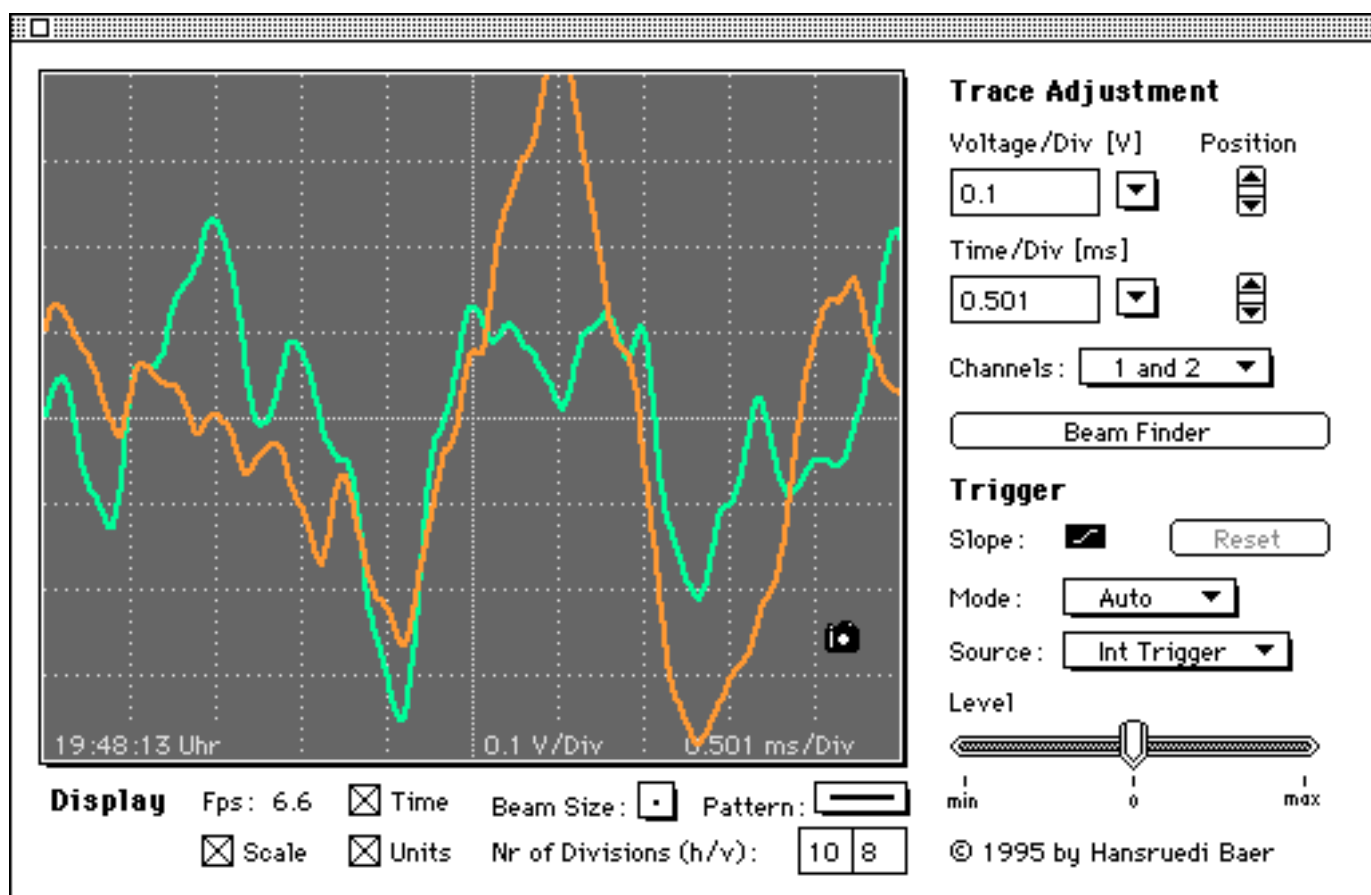 Trace Adjustment
Voltage/Div [V] Position
0.1
Time/Div [ms]
0.501
Channels: 1 and 2
Beam Finder
Trigger
Slope: Reset
Mode: Auto
Source: Int Trigger
Level
min 0 max
19:48:13 Uhr 0.1 V/Div 0.501 ms/Div
Display Fps: 6.6 Time Beam Size: Pattern:
Scale Units Nr of Divisions (h/v): 10 8
© 1995 by Hansruedi Baer